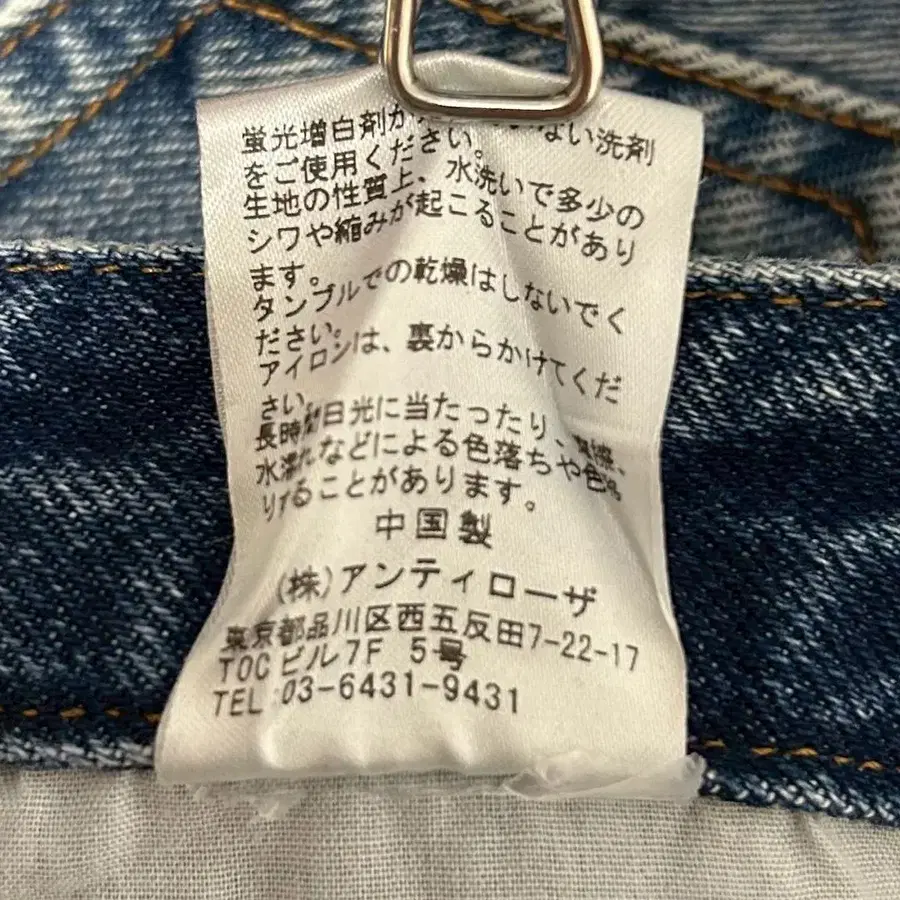 蛍光増白剤が ない洗剤
をご使用ください。
生地の性質上、水洗いで多少の
シワや縮みが起こることがあり
ます。
タンブルでの乾燥はしないでく
ださい。
アイロンは、裏からかけてくだ
さい。
長時間日光に当たったり、
水濡れなどによる色落ちや色
りすることがあります。
中国製
(株)アンティローザ
東京都品川区西五反田7-22-17
TOCビル7F 5号
TEL:03-6431-9431